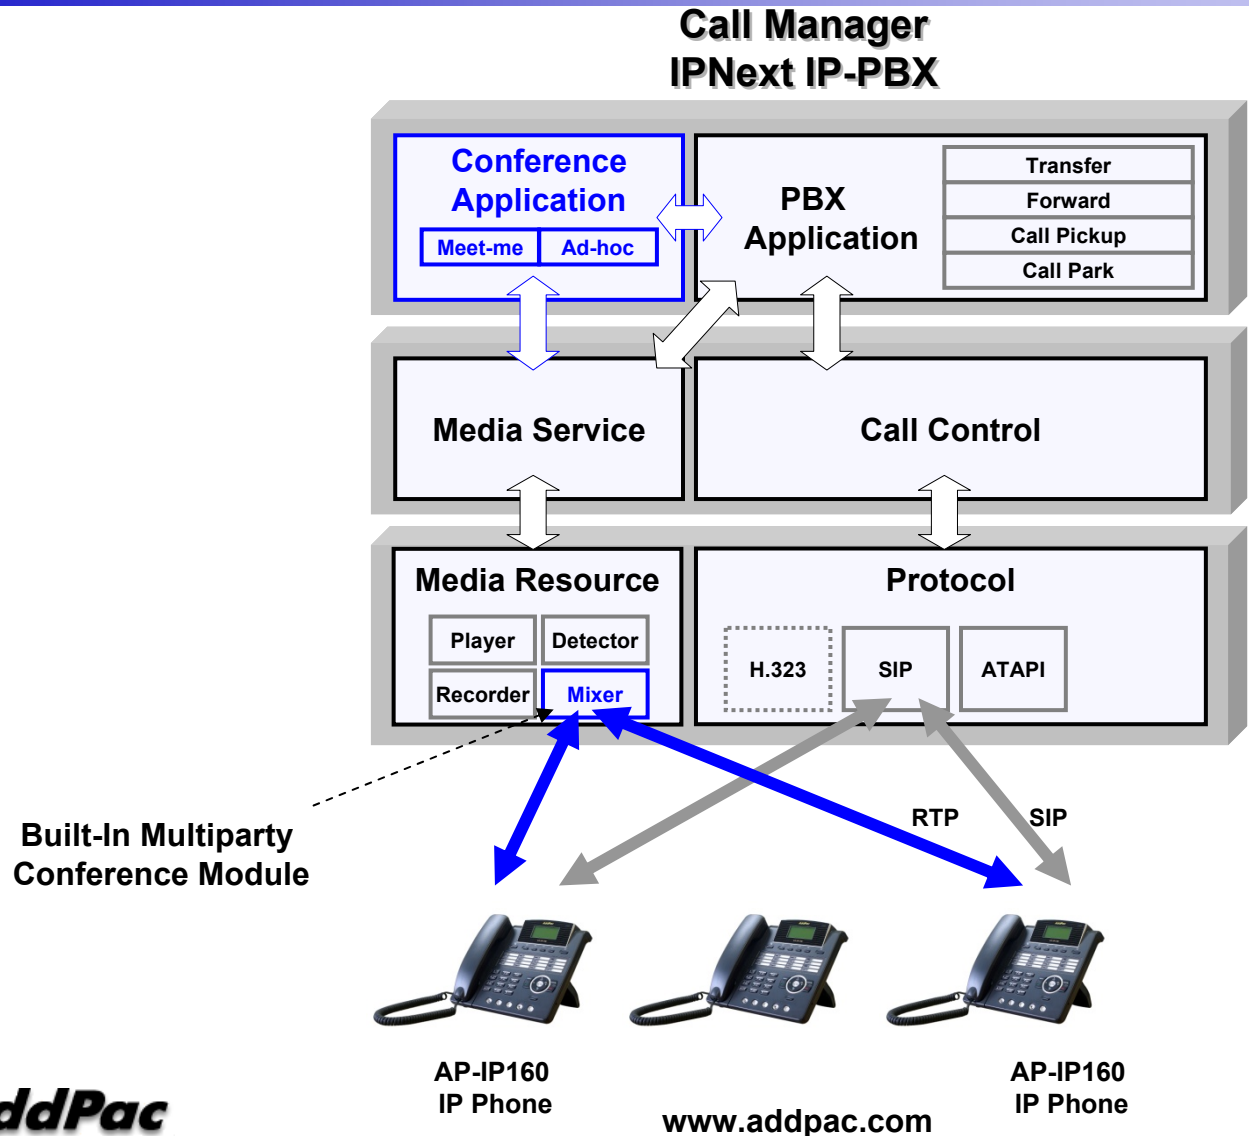 Call Manager
IPNext IP-PBX
Conference
Application
Meet-me
Ad-hoc
PBX
Application
Transfer
Forward
Call Pickup
Call Park
Media Service
Call Control
Media Resource
Player
Detector
Recorder
Mixer
Protocol
H.323
SIP
ATAPI
RTP
SIP
Built-In Multiparty
Conference Module
AP-IP160
IP Phone
AP-IP160
IP Phone
ddPac
www.addpac.com